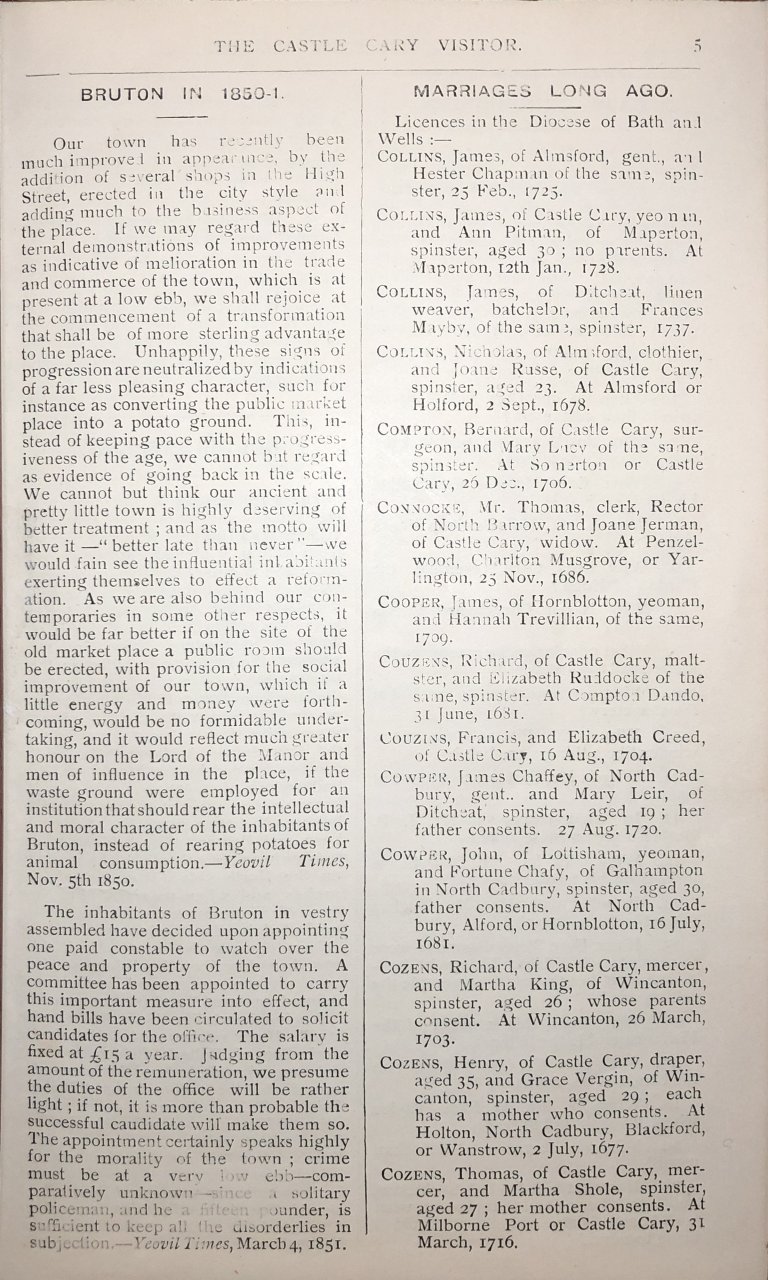 THE CASTLE CARY VISITOR. 5
BRUTON IN 1850-1.
Our town has recently been
much improved in appearance, by the
addition of several shops in the High
Street, erected in the city style and
adding much to the business aspect of
the place. If we may regard these ex-
ternal demonstrations of improvements
as indicative of melioration in the trade
and commerce of the town, which is at
present at a low ebb, we shall rejoice at
the commencement of a transformation
that shall be of more sterling advantage
to the place. Unhappily, these signs of
progression are neutralized by indications
of a far less pleasing character, such for
instance as converting the public market
place into a potato ground. This, in-
stead of keeping pace with the progress-
iveness of the age, we cannot but regard
as evidence of going back in the scale.
We cannot but think our ancient and
pretty little town is highly deserving of
better treatment ; and as the motto will
have it —“ better late than never ”—we
would fain see the influential inhabitants
exerting themselves to effect a reform-
ation. As we are also behind our con-
temporaries in some other respects, it
would be far better if on the site of the
old market place a public room should
be erected, with provision for the social
improvement of our town, which if a
little energy and money were forth-
coming, would be no formidable under-
taking, and it would reflect much greater
honour on the Lord of the Manor and
men of influence in the place, if the
waste ground were employed for an
institution that should rear the intellectual
and moral character of the inhabitants of
Bruton, instead of rearing potatoes for
animal consumption.—Yeovil Times,
Nov. 5th 1850.
The inhabitants of Bruton in vestry
assembled have decided upon appointing
one paid constable to watch over the
peace and property of the town. A
committee has been appointed to carry
this important measure into effect, and
hand bills have been circulated to solicit
candidates for the office. The salary is
fixed at £15 a year. Judging from the
amount of the remuneration, we presume
the duties of the office will be rather
light ; if not, it is more than probable the
successful caudidate will make them so.
The appointment certainly speaks highly
for the morality of the town ; crime
must be at a very low ebb—com-
paratively unknown—since a solitary
policeman, and he a fifteen pounder, is
sufficient to keep all the disorderlies in
subjection.—Yeovil Times, March 4, 1851.
MARRIAGES LONG AGO.
Licences in the Diocese of Bath and
Wells :—
COLLINS, James, of Almsford, gent., and
Hester Chapman of the same, spin-
ster, 25 Feb., 1725.
COLLINS, James, of Castle Cary, yeoman,
and Ann Pitman, of Maperton,
spinster, aged 30 ; no parents. At
Maperton, 12th Jan., 1728.
COLLINS, James, of Ditcheat, linen
weaver, batchelor, and Frances
Mayby, of the same, spinster, 1737.
COLLINS, Nicholas, of Almsford, clothier,
and Joane Russe, of Castle Cary,
spinster, aged 23. At Almsford or
Holford, 2 Sept., 1678.
COMPTON, Bernard, of Castle Cary, sur-
geon, and Mary Lucy of the same,
spinster. At Somerton or Castle
Cary, 26 Dec., 1706.
CONNOCKE, Mr. Thomas, clerk, Rector
of North Barrow, and Joane Jerman,
of Castle Cary, widow. At Penzel-
wood, Charlton Musgrove, or Yar-
lington, 25 Nov., 1686.
COOPER, James, of Hornblotton, yeoman,
and Hannah Trevillian, of the same,
1709.
COUZENS, Richard, of Castle Cary, malt-
ster, and Elizabeth Ruddocke of the
same, spinster. At Compton Dando,
31 June, 1681.
COUZINS, Francis, and Elizabeth Creed,
of Castle Cary, 16 Aug., 1704.
COWPER, James Chaffey, of North Cad-
bury, gent.. and Mary Leir, of
Ditcheat, spinster, aged 19 ; her
father consents. 27 Aug. 1720.
COWPER, John, of Lottisham, yeoman,
and Fortune Chafy, of Galhampton
in North Cadbury, spinster, aged 30,
father consents. At North Cad-
bury, Alford, or Hornblotton, 16 July,
1681.
COZENS, Richard, of Castle Cary, mercer,
and Martha King, of Wincanton,
spinster, aged 26 ; whose parents
consent. At Wincanton, 26 March,
1703.
COZENS, Henry, of Castle Cary, draper,
aged 35, and Grace Vergin, of Win-
canton, spinster, aged 29 ; each
has a mother who consents. At
Holton, North Cadbury, Blackford,
or Wanstrow, 2 July, 1677.
COZENS, Thomas, of Castle Cary, mer-
cer, and Martha Shole, spinster,
aged 27 ; her mother consents. At
Milborne Port or Castle Cary, 31
March, 1716.